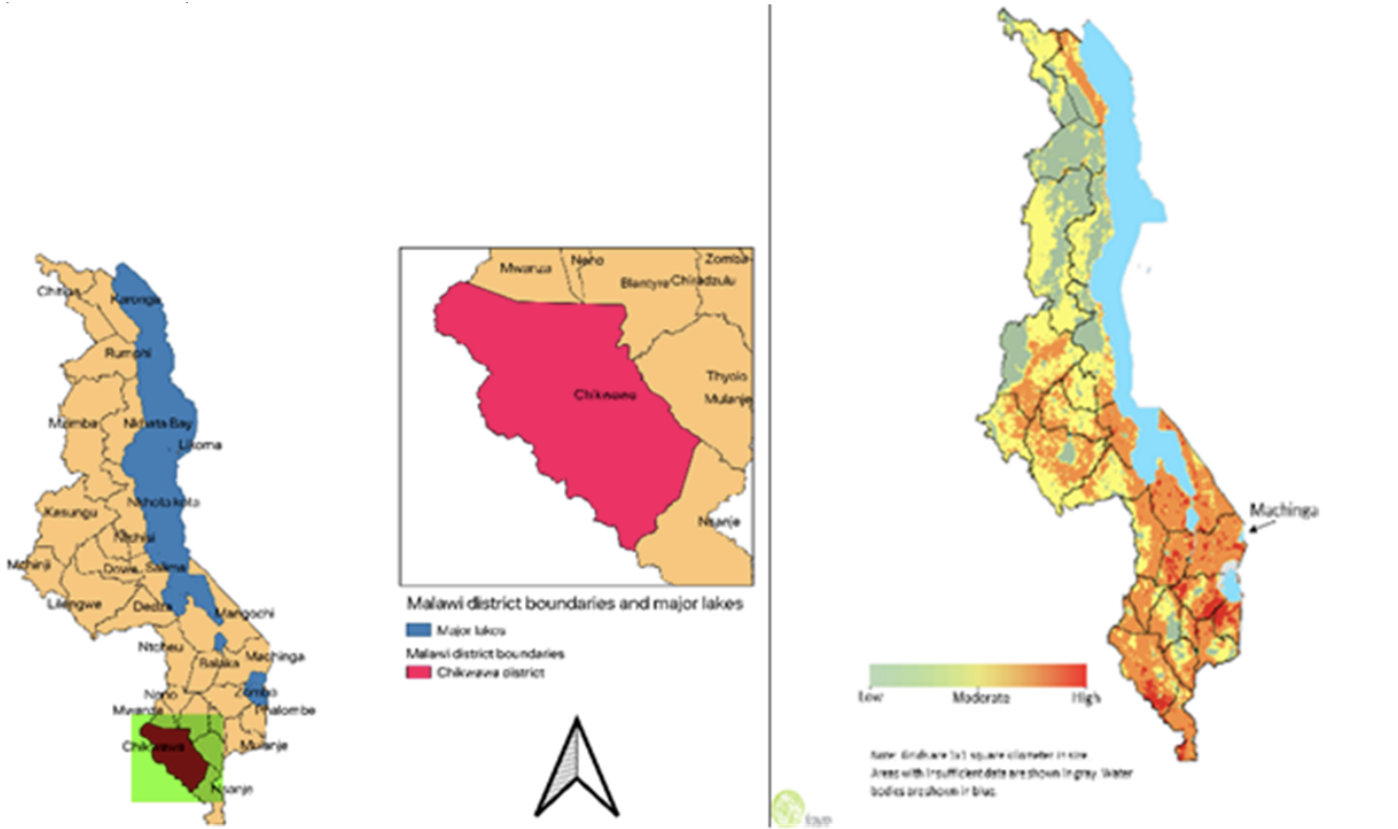 Chitipa
Karonga
Rumphi
Mzimba
Nkhata Bay
Likoma
Nkhota kota
Kasungu
Ntchisi
Mchinji
Dowa
Salima
Lilongwe
Dedza
Mangochi
Ntcheu
Balaka
Machinga
Neno
Zomba
Mwanza
Phalombe
Chikwawa
Mulanje
Nsanje
Mwanza
Neno
Zomba
Blantyre
Chiradzulu
Thyolo
Chikwawa
Mulanje
Nsanje
Malawi district boundaries and major lakes
Major lakes
Malawi district boundaries
Chikwawa district
Machinga
Low
Moderate
High
Note: Grids are 1x1 square kilometer in size
Areas with insufficient data are shown in gray. Water
bodies are shown in blue.